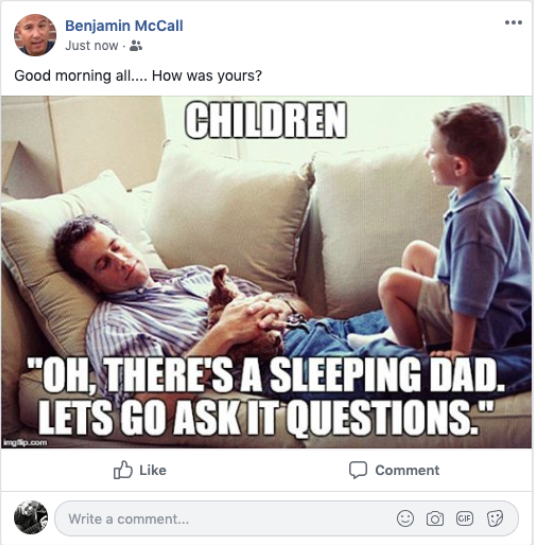 Benjamin McCall
Just now ·
Good morning all.... How was yours?
CHILDREN
"OH, THERE'S A SLEEPING DAD.
LETS GO ASK IT QUESTIONS."
imgflip.com
Like
Comment
Write a comment...
GIF